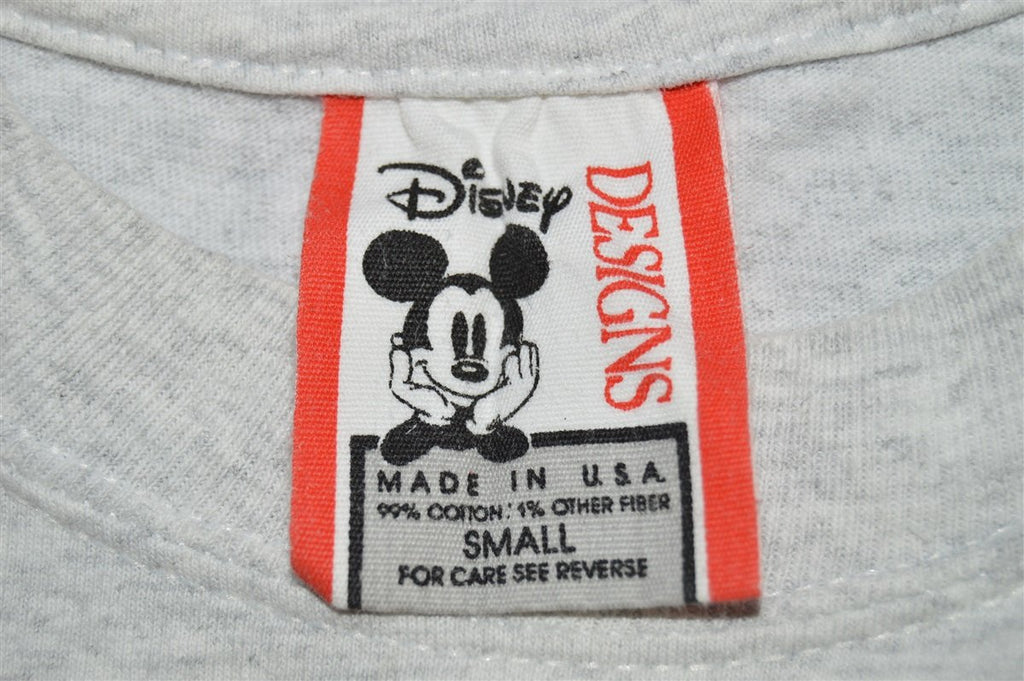 DISNEY
DESIGNS
MADE IN U.S.A.
99% COTTON: 1% OTHER FIBER
SMALL
FOR CARE SEE REVERSE